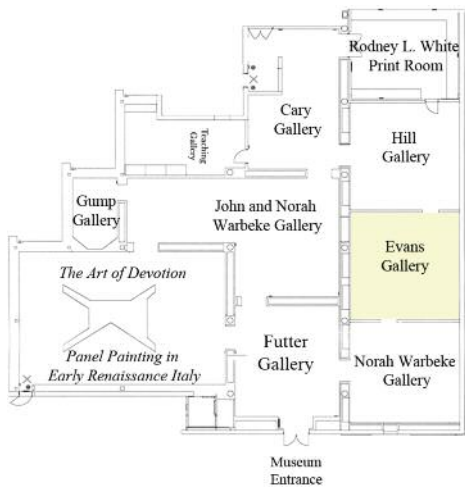 Rodney L. White
Print Room
Cary
Gallery
Hill
Gallery
Teaching
Gallery
Gump
Gallery
John and Norah
Warbeke Gallery
Evans
Gallery
The Art of Devotion
Panel Painting in
Early Renaissance Italy
Futter
Gallery
Norah Warbeke
Gallery
Museum
Entrance